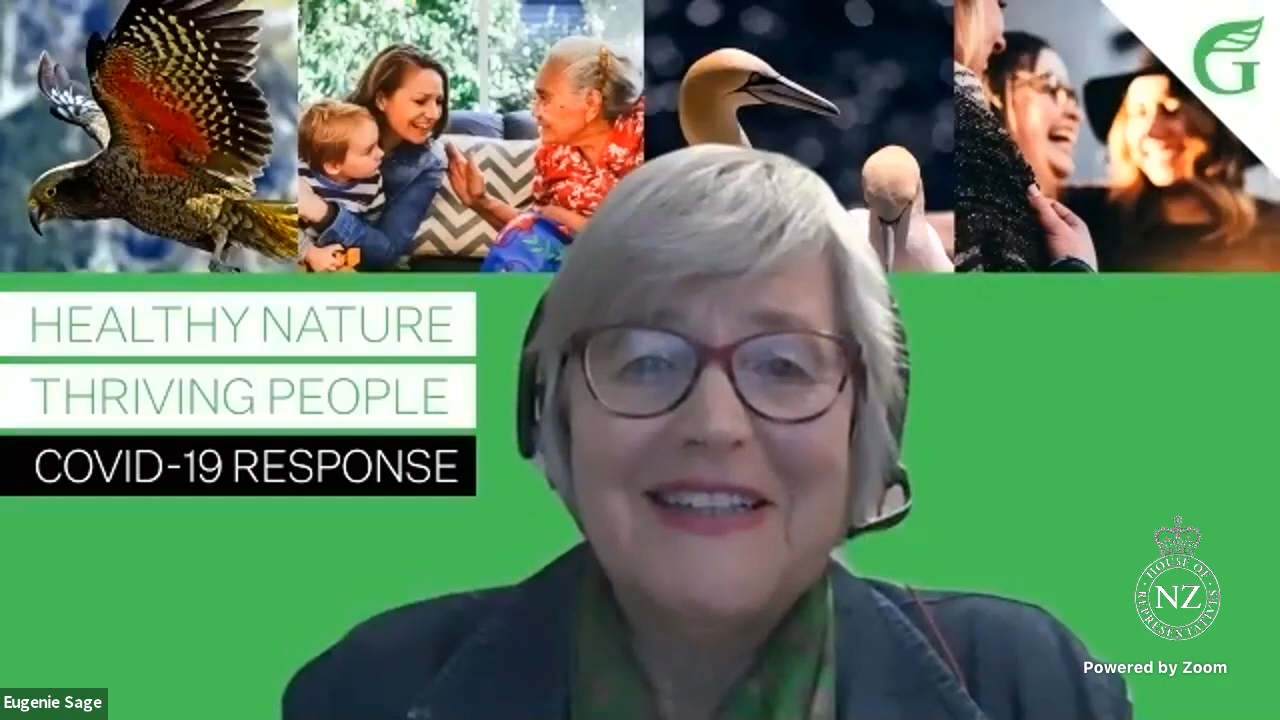 G
HEALTHY NATURE
THRIVING PEOPLE
COVID-19 RESPONSE
HOUSE OF
NZ
REPRESENTATIVES
Powered by Zoom
Eugenie Sage